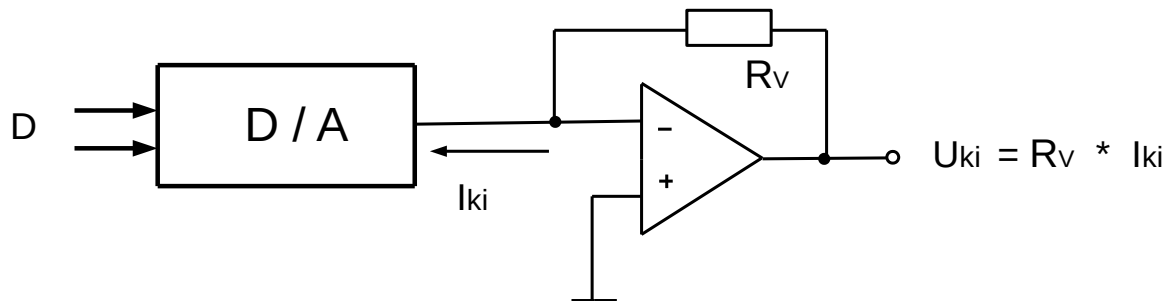 D
D / A
Iki
RV
−
+
Uki = RV * Iki